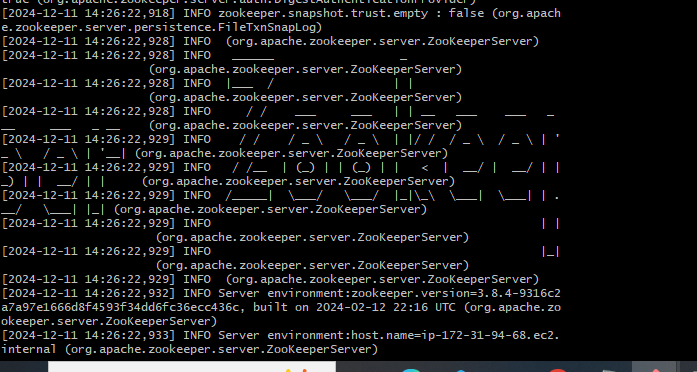 true (org.apache.zookeeper.server.auth.DigestAuthenticationProvider)
[2024-12-11 14:26:22,918] INFO zookeeper.snapshot.trust.empty : false (org.apach
e.zookeeper.server.persistence.FileTxnSnapLog)
[2024-12-11 14:26:22,928] INFO  (org.apache.zookeeper.server.ZooKeeperServer)
[2024-12-11 14:26:22,928] INFO   ______                  _
                    (org.apache.zookeeper.server.ZooKeeperServer)
[2024-12-11 14:26:22,928] INFO  |___  /                 | |
                    (org.apache.zookeeper.server.ZooKeeperServer)
[2024-12-11 14:26:22,928] INFO     / /    ___    ___   | | __   ___    ___   _
__    ___   _ __    (org.apache.zookeeper.server.ZooKeeperServer)
[2024-12-11 14:26:22,929] INFO    / /    / _ \  / _ \  | |/ /  / _ \  / _ \ | '
_ \  / _ \ | '__| (org.apache.zookeeper.server.ZooKeeperServer)
[2024-12-11 14:26:22,929] INFO   / /__  | (_) | | (_) | |   <  |  __/ |  __/ | |
_) | |  __/ | |     (org.apache.zookeeper.server.ZooKeeperServer)
[2024-12-11 14:26:22,929] INFO  /_____|  \___/   \___/  |_|\_\  \___|  \___| | .
__/   \___| |_| (org.apache.zookeeper.server.ZooKeeperServer)
[2024-12-11 14:26:22,929] INFO                                               | |
                     (org.apache.zookeeper.server.ZooKeeperServer)
[2024-12-11 14:26:22,929] INFO                                               |_|
                     (org.apache.zookeeper.server.ZooKeeperServer)
[2024-12-11 14:26:22,929] INFO  (org.apache.zookeeper.server.ZooKeeperServer)
[2024-12-11 14:26:22,932] INFO Server environment:zookeeper.version=3.8.4-9316c2
a7a97e1666d8f4593f34dd6fc36ecc436c, built on 2024-02-12 22:16 UTC (org.apache.zo
okeeper.server.ZooKeeperServer)
[2024-12-11 14:26:22,933] INFO Server environment:host.name=ip-172-31-94-68.ec2.
internal (org.apache.zookeeper.server.ZooKeeperServer)